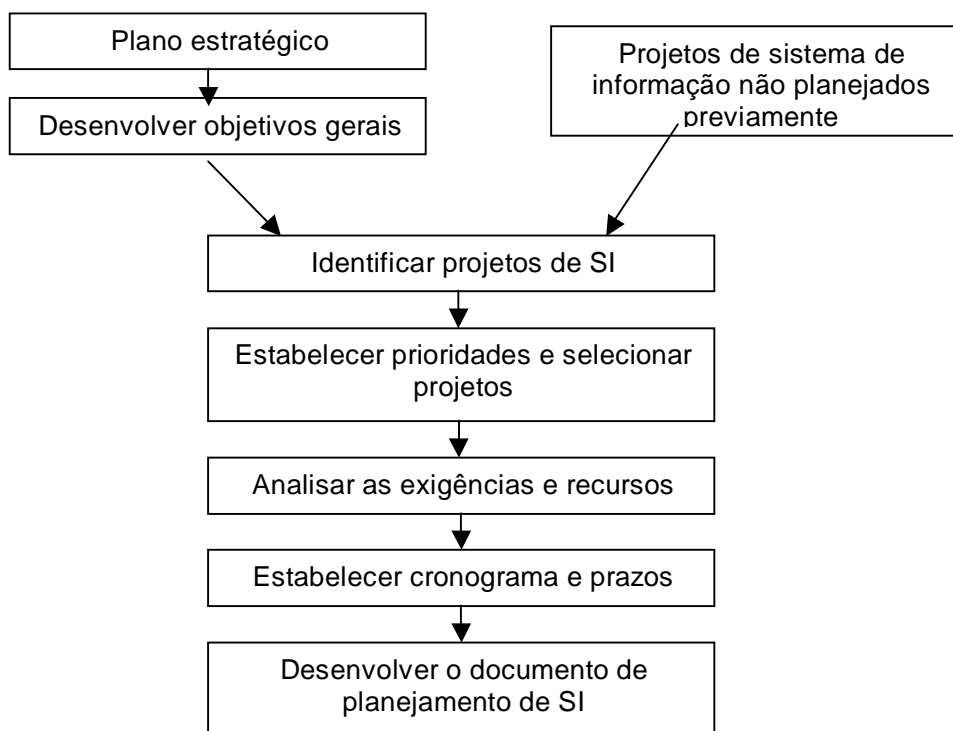 Plano estratégico
Desenvolver objetivos gerais
Projetos de sistema de
informação não planejados
previamente
Identificar projetos de SI
Estabelecer prioridades e selecionar
projetos
Analisar as exigências e recursos
Estabelecer cronograma e prazos
Desenvolver o documento de
planejamento de SI